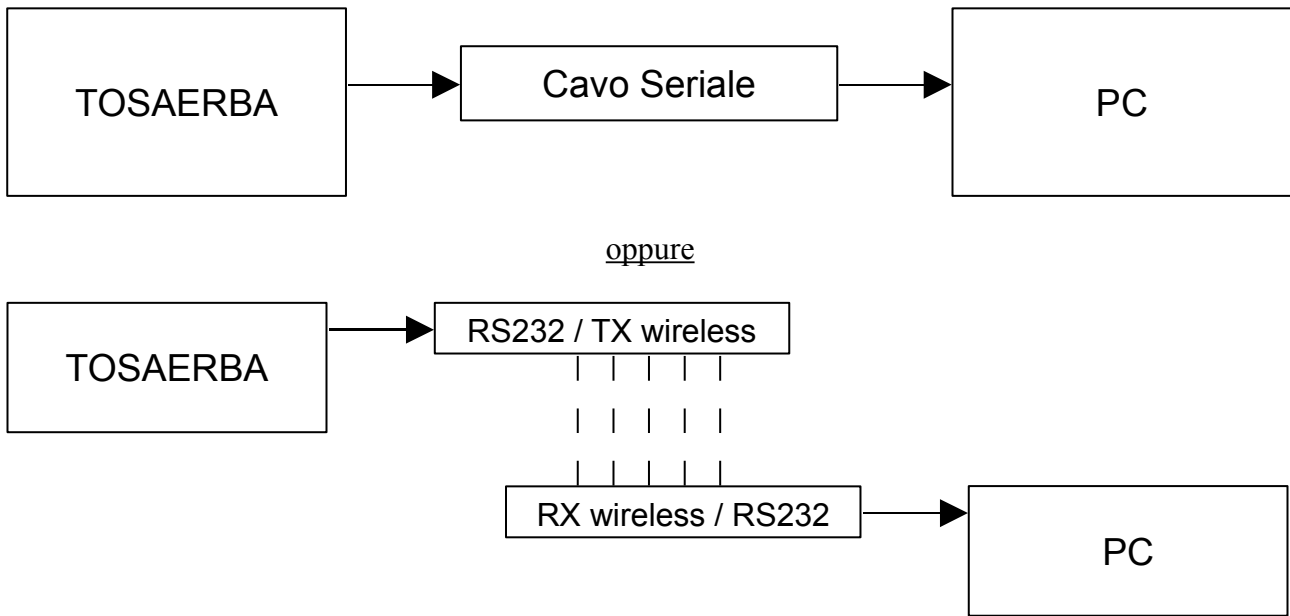 TOSAERBA
Cavo Seriale
PC
oppure
TOSAERBA
RS232 / TX wireless
RX wireless / RS232
PC